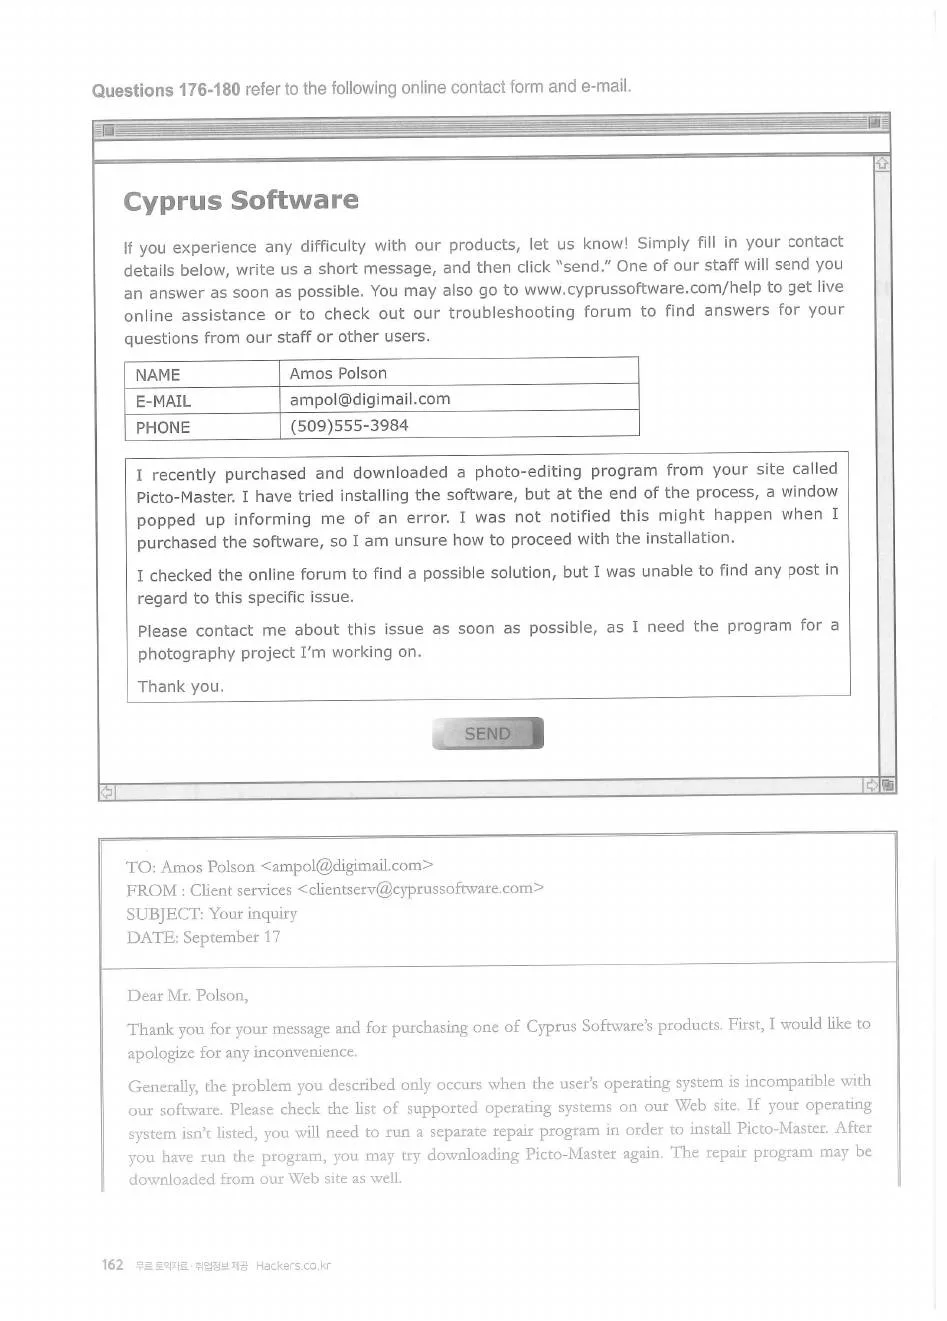 Questions 176-180 refer to the following online contact form and e-mail.
Cyprus Software
If you experience any difficulty with our products, let us know! Simply fill in your contact
details below, write us a short message, and then click "send." One of our staff will send you
an answer as soon as possible. You may also go to www.cyprussoftware.com/help to get live
online assistance or to check out our troubleshooting forum to find answers for your
questions from our staff or other users.
NAME Amos Polson
E-MAIL ampol@digimail.com
PHONE (509)555-3984
I recently purchased and downloaded a photo-editing program from your site called
Picto-Master. I have tried installing the software, but at the end of the process, a window
popped up informing me of an error. I was not notified this might happen when I
purchased the software, so I am unsure how to proceed with the installation.
I checked the online forum to find a possible solution, but I was unable to find any post in
regard to this specific issue.
Please contact me about this issue as soon as possible, as I need the program for a
photography project I'm working on.
Thank you.
SEND
TO: Amos Polson <ampol@digimail.com>
FROM : Client services <clientserv@cyprussoftware.com>
SUBJECT: Your inquiry
DATE: September 17
Dear Mr. Polson,
Thank you for your message and for purchasing one of Cyprus Software's products. First, I would like to
apologize for any inconvenience.
Generally, the problem you described only occurs when the user's operating system is incompatible with
our software. Please check the list of supported operating systems on our Web site. If your operating
system isn't listed, you will need to run a separate repair program in order to install Picto-Master. After
you have run the program, you may try downloading Picto-Master again. The repair program may be
downloaded from our Web site as well.
162 무료 토익자료·취업정보 제공 Hackers.co.kr